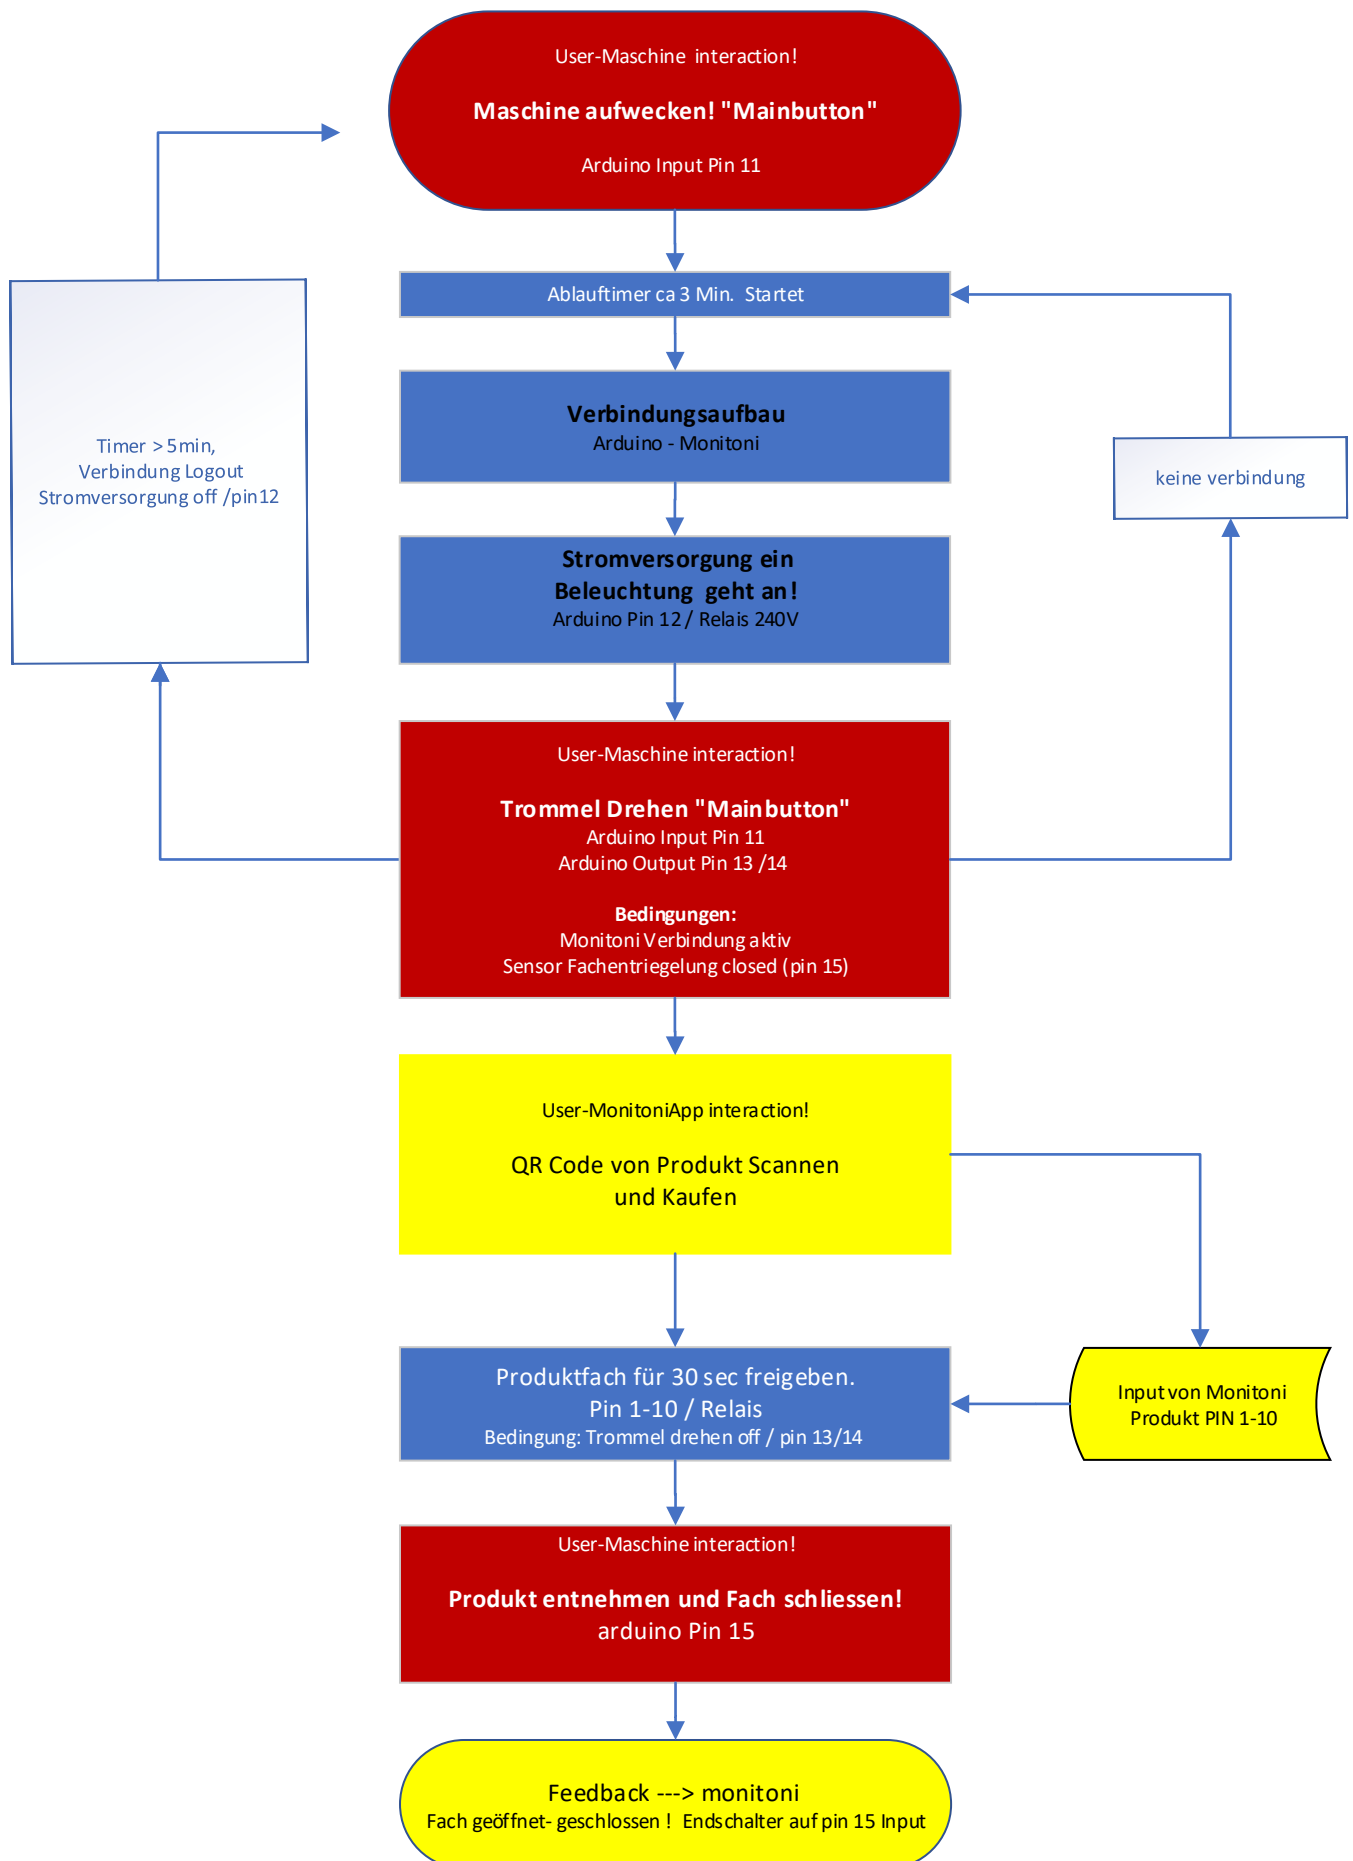 User-Maschine interaction!
Maschine aufwecken! "Mainbutton"
Arduino Input Pin 11
Ablauftimer ca 3 Min. Startet
Verbindungsaufbau
Arduino - Monitoni
Timer > 5min,
Verbindung Logout
Stromversorgung off /pin12
keine verbindung
Stromversorgung ein
Beleuchtung geht an!
Arduino Pin 12 / Relais 240V
User-Maschine interaction!
Trommel Drehen "Mainbutton"
Arduino Input Pin 11
Arduino Output Pin 13 /14
Bedingungen:
Monitoni Verbindung aktiv
Sensor Fachentriegelung closed (pin 15)
User-MonitoniApp interaction!
QR Code von Produkt Scannen
und Kaufen
Produktfach für 30 sec freigeben.
Pin 1-10 / Relais
Bedingung: Trommel drehen off / pin 13/14
Input von Monitoni
Produkt PIN 1-10
User-Maschine interaction!
Produkt entnehmen und Fach schliessen!
arduino Pin 15
Feedback ---> monitoni
Fach geöffnet- geschlossen ! Endschalter auf pin 15 Input